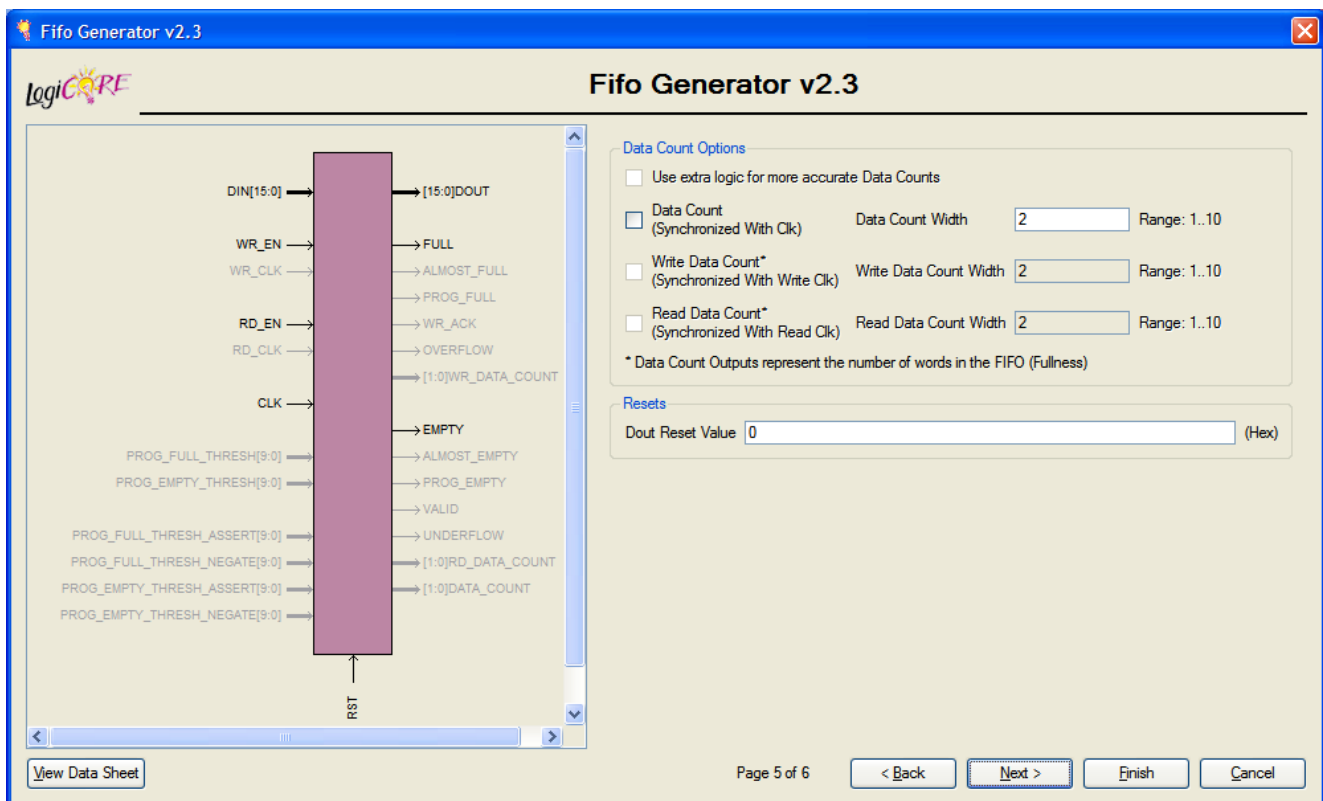 Fifo Generator v2.3
LogiCORE
Fifo Generator v2.3
DIN[15:0]
[15:0]DOUT
WR_EN
FULL
WR_CLK
ALMOST_FULL
PROG_FULL
RD_EN
WR_ACK
RD_CLK
OVERFLOW
[1:0]WR_DATA_COUNT
CLK
EMPTY
PROG_FULL_THRESH[9:0]
ALMOST_EMPTY
PROG_EMPTY_THRESH[9:0]
PROG_EMPTY
VALID
PROG_FULL_THRESH_ASSERT[9:0]
UNDERFLOW
PROG_FULL_THRESH_NEGATE[9:0]
[1:0]RD_DATA_COUNT
PROG_EMPTY_THRESH_ASSERT[9:0]
[1:0]DATA_COUNT
PROG_EMPTY_THRESH_NEGATE[9:0]
RST
Data Count Options
Use extra logic for more accurate Data Counts
Data Count
(Synchronized With Clk)
Data Count Width 2 Range: 1..10
Write Data Count*
(Synchronized With Write Clk)
Write Data Count Width 2 Range: 1..10
Read Data Count*
(Synchronized With Read Clk)
Read Data Count Width 2 Range: 1..10
* Data Count Outputs represent the number of words in the FIFO (Fullness)
Resets
Dout Reset Value 0 (Hex)
View Data Sheet
Page 5 of 6
< Back
Next >
Finish
Cancel